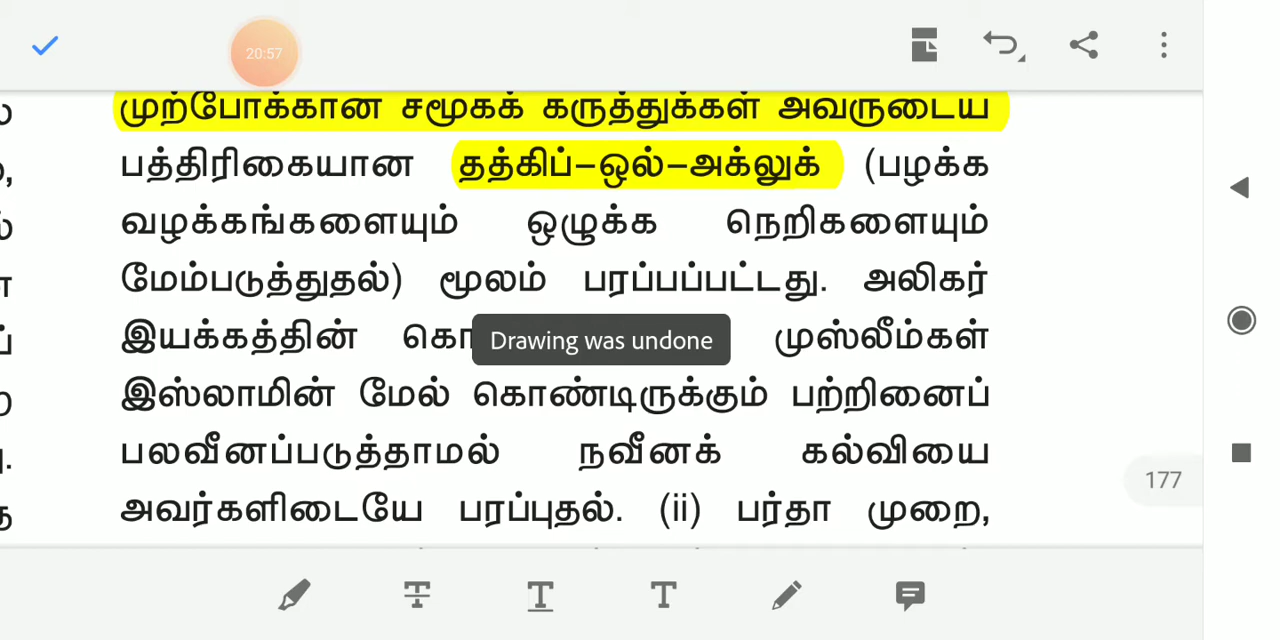 20:57
முற்போக்கான சமூகக் கருத்துக்கள் அவருடைய
பத்திரிகையான தத்கிப்–ஒல்–அக்லுக் (பழக்க
வழக்கங்களையும் ஒழுக்க நெறிகளையும்
மேம்படுத்துதல்) மூலம் பரப்பப்பட்டது. அலிகர்
இயக்கத்தின் முஸ்லீம்கள்
Drawing was undone
இஸ்லாமின் மேல் கொண்டிருக்கும் பற்றினைப்
பலவீனப்படுத்தாமல் நவீனக் கல்வியை
அவர்களிடையே பரப்புதல். (ii) பர்தா முறை,
177